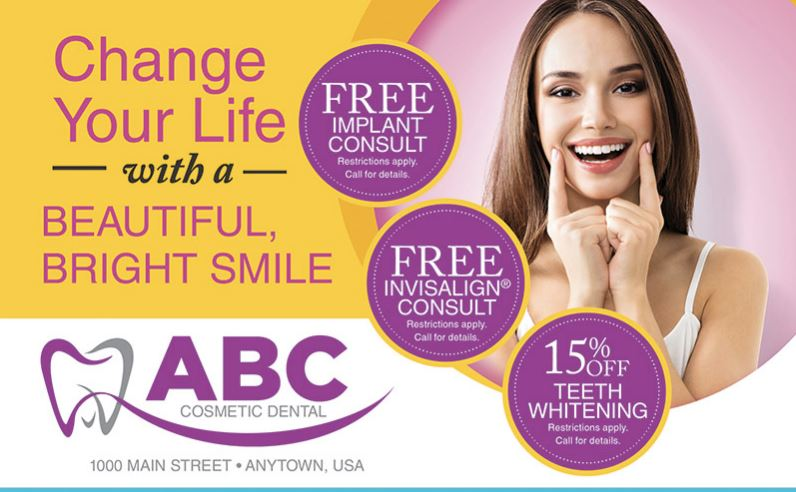 Change
Your Life
with a
BEAUTIFUL,
BRIGHT SMILE
FREE
IMPLANT
CONSULT
Restrictions apply.
Call for details.
FREE
INVISALIGN®
CONSULT
Restrictions apply.
Call for details.
15% OFF
TEETH
WHITENING
Restrictions apply.
Call for details.
ABC
COSMETIC DENTAL
1000 MAIN STREET • ANYTOWN, USA